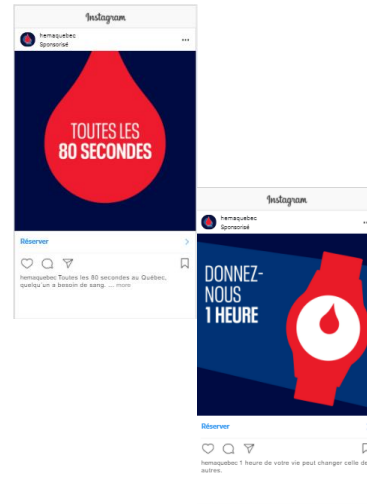 Instagram
hemaquebec
Sponsorisé
TOUTES LES
80 SECONDES
Réserver
hemaquebec Toutes les 80 secondes au Québec,
quelqu'un a besoin de sang. ... more
Instagram
hemaquebec
Sponsorisé
DONNEZ-
NOUS
1 HEURE
Réserver
hemaquebec 1 heure de votre vie peut changer celle de
autres.